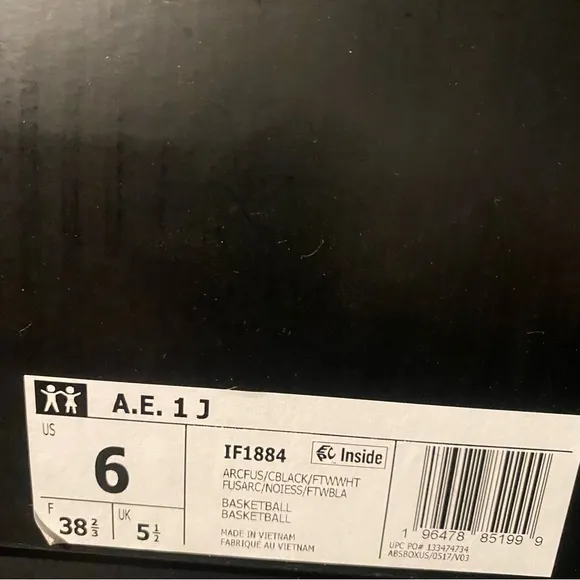 A.E. 1 J
US
6
F
38 2/3
UK
5 1/2
IF1884
Inside
ARCFUS/CBLACK/FTWWHT
FUSARC/NOIESS/FTWBLA
BASKETBALL
BASKETBALL
MADE IN VIETNAM
FABRIQUÉ AU VIETNAM
1 96478 85199 9
UPC PO# 133474734
ABSBOXUS/0517/V03